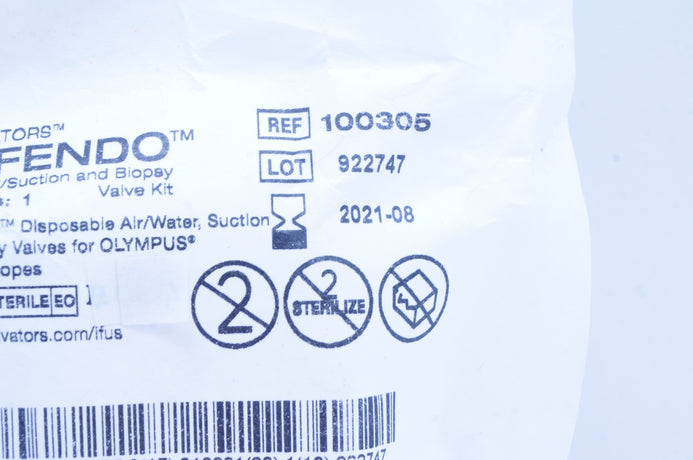 TORS™
FENDO™
/Suction and Biopsy
: 1 Valve Kit
™ Disposable Air/Water, Suction
y Valves for OLYMPUS®
opes
STERILE EO
vators.com/ifus
REF 100305
LOT 922747
2021-08
2
2
STERILIZE